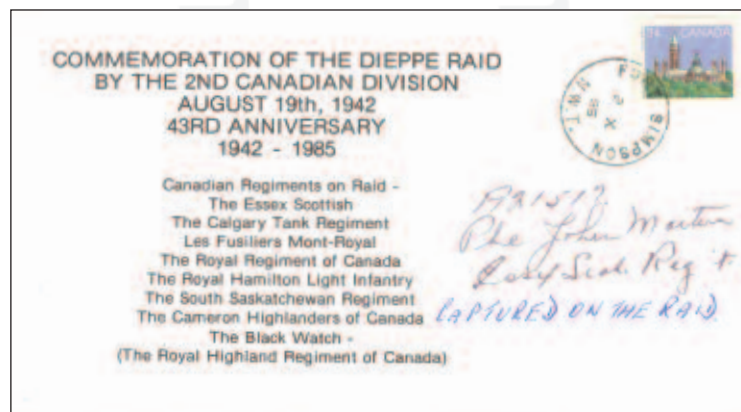 COMMEMORATION OF THE DIEPPE RAID
BY THE 2ND CANADIAN DIVISION
AUGUST 19th, 1942
43RD ANNIVERSARY
1942 - 1985
Canadian Regiments on Raid -
The Essex Scottish
The Calgary Tank Regiment
Les Fusiliers Mont-Royal
The Royal Regiment of Canada
The Royal Hamilton Light Infantry
The South Saskatchewan Regiment
The Cameron Highlanders of Canada
The Black Watch -
(The Royal Highland Regiment of Canada)
CANADA
SIMPSON
N.W.T.
Pte John
Scot. Reg't
CAPTURED ON THE RAID